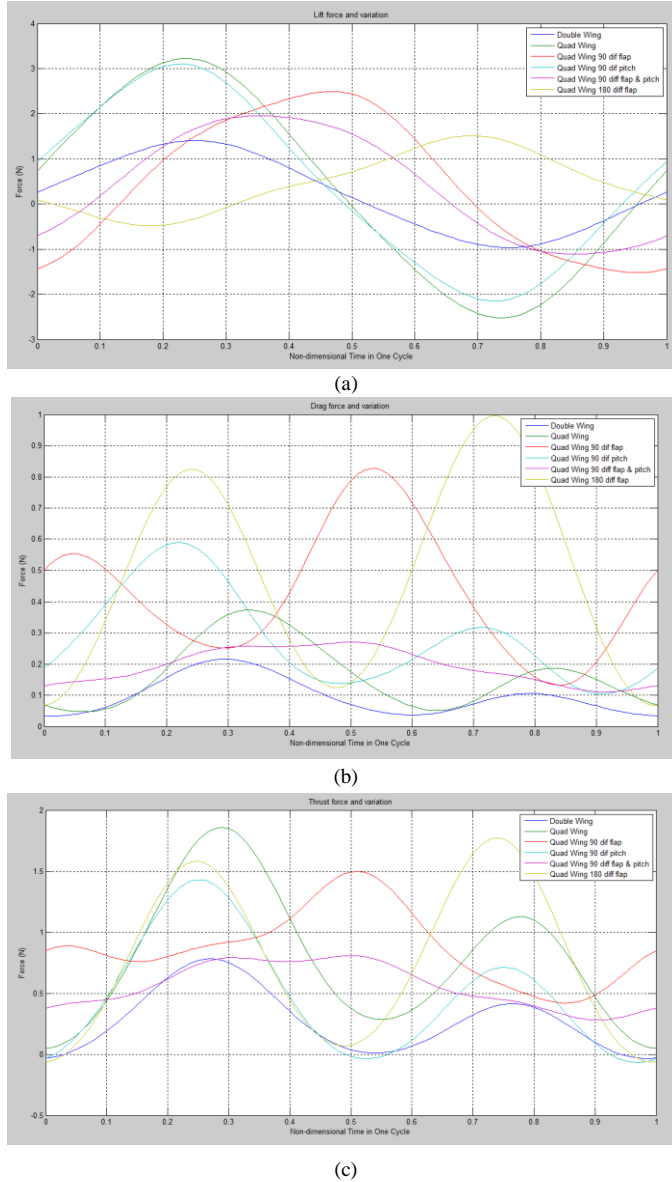 Lift force and variation
4
3
2
1
0
-1
-2
-3
Force (N)
Double Wing
Quad Wing
Quad Wing 90 dif flap
Quad Wing 90 dif pitch
Quad Wing 90 diff flap & pitch
Quad Wing 180 diff flap
0 0.1 0.2 0.3 0.4 0.5 0.6 0.7 0.8 0.9 1
Non-dimensional Time in One Cycle
(a)
Drag force and variation
1
0.9
0.8
0.7
0.6
0.5
0.4
0.3
0.2
0.1
0
Force (N)
Double Wing
Quad Wing
Quad Wing 90 dif flap
Quad Wing 90 dif pitch
Quad Wing 90 diff flap & pitch
Quad Wing 180 diff flap
0 0.1 0.2 0.3 0.4 0.5 0.6 0.7 0.8 0.9 1
Non-dimensional Time in One Cycle
(b)
Thrust force and variation
2
1.5
1
0.5
0
-0.5
Force (N)
Double Wing
Quad Wing
Quad Wing 90 dif flap
Quad Wing 90 dif pitch
Quad Wing 90 diff flap & pitch
Quad Wing 180 diff flap
0 0.1 0.2 0.3 0.4 0.5 0.6 0.7 0.8 0.9 1
Non-dimensional Time in One Cycle
(c)